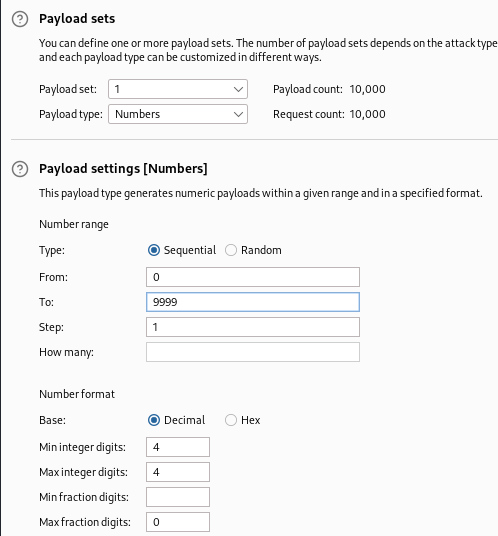 Payload sets
You can define one or more payload sets. The number of payload sets depends on the attack type
and each payload type can be customized in different ways.
Payload set: 1 Payload count: 10,000
Payload type: Numbers Request count: 10,000
Payload settings [Numbers]
This payload type generates numeric payloads within a given range and in a specified format.
Number range
Type: Sequential Random
From: 0
To: 9999
Step: 1
How many:
Number format
Base: Decimal Hex
Min integer digits: 4
Max integer digits: 4
Min fraction digits:
Max fraction digits: 0